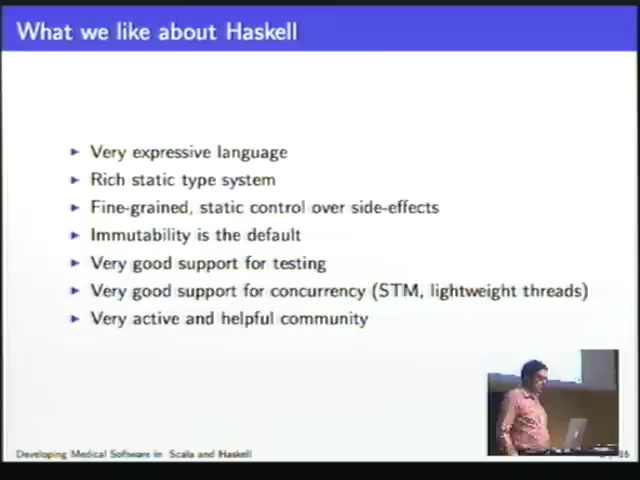 What we like about Haskell
Very expressive language
Rich static type system
Fine-grained, static control over side-effects
Immutability is the default
Very good support for testing
Very good support for concurrency (STM, lightweight threads)
Very active and helpful community
Developing Medical Software in Scala and Haskell